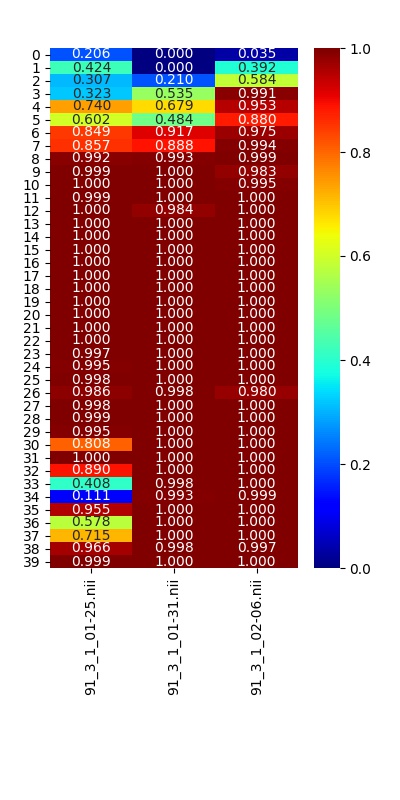 0 0.206 0.000 0.035 1.0
1 0.424 0.000 0.392
2 0.307 0.210 0.584
3 0.323 0.535 0.991
4 0.740 0.679 0.953
5 0.602 0.484 0.880
6 0.849 0.917 0.975
7 0.857 0.888 0.994
8 0.992 0.993 0.999 0.8
9 0.999 1.000 0.983
10 1.000 1.000 0.995
11 0.999 1.000 1.000
12 1.000 0.984 1.000
13 1.000 1.000 1.000
14 1.000 1.000 1.000
15 1.000 1.000 1.000
16 1.000 1.000 1.000 0.6
17 1.000 1.000 1.000
18 1.000 1.000 1.000
19 1.000 1.000 1.000
20 1.000 1.000 1.000
21 1.000 1.000 1.000
22 1.000 1.000 1.000
23 0.997 1.000 1.000
24 0.995 1.000 1.000 0.4
25 0.998 1.000 1.000
26 0.986 0.998 0.980
27 0.998 1.000 1.000
28 0.999 1.000 1.000
29 0.995 1.000 1.000
30 0.808 1.000 1.000
31 1.000 1.000 1.000
32 0.890 1.000 1.000 0.2
33 0.408 0.998 1.000
34 0.111 0.993 0.999
35 0.955 1.000 1.000
36 0.578 1.000 1.000
37 0.715 1.000 1.000
38 0.966 0.998 0.997
39 0.999 1.000 1.000 0.0
91_3_1_01-25.nii
91_3_1_01-31.nii
91_3_1_02-06.nii